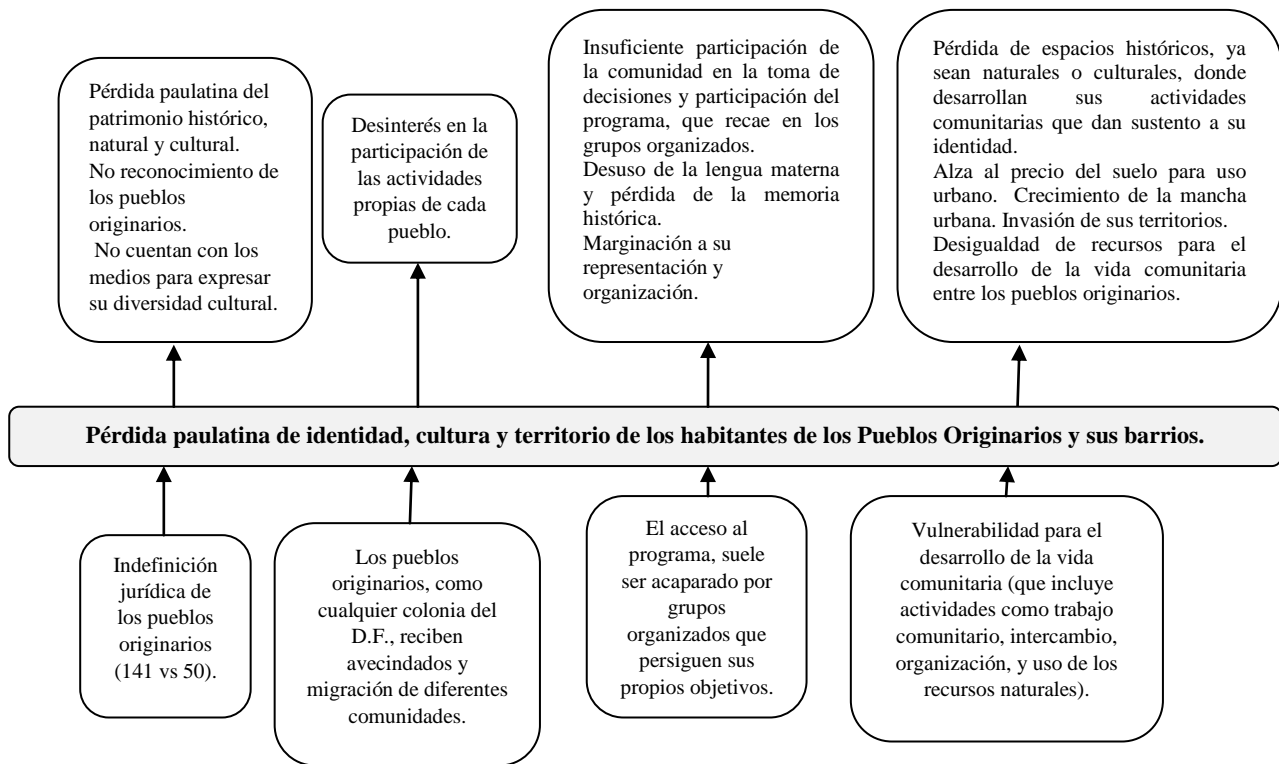 Pérdida paulatina del
patrimonio histórico,
natural y cultural.
No reconocimiento de
los pueblos
originarios.
No cuentan con los
medios para expresar
su diversidad cultural.
Desinterés en la
participación de
las actividades
propias de cada
pueblo.
Insuficiente participación de
la comunidad en la toma de
decisiones y participación del
programa, que recae en los
grupos organizados.
Desuso de la lengua materna
y pérdida de la memoria
histórica.
Marginación a su
representación y
organización.
Pérdida de espacios históricos, ya
sean naturales o culturales, donde
desarrollan sus actividades
comunitarias que dan sustento a su
identidad.
Alza al precio del suelo para uso
urbano. Crecimiento de la mancha
urbana. Invasión de sus territorios.
Desigualdad de recursos para el
desarrollo de la vida comunitaria
entre los pueblos originarios.
Pérdida paulatina de identidad, cultura y territorio de los habitantes de los Pueblos Originarios y sus barrios.
Indefinición
jurídica de
los pueblos
originarios
(141 vs 50).
Los pueblos
originarios, como
cualquier colonia del
D.F., reciben
avecindados y
migración de diferentes
comunidades.
El acceso al
programa, suele
ser acaparado por
grupos
organizados que
persiguen sus
propios objetivos.
Vulnerabilidad para el
desarrollo de la vida
comunitaria (que incluye
actividades como trabajo
comunitario, intercambio,
organización, y uso de los
recursos naturales).